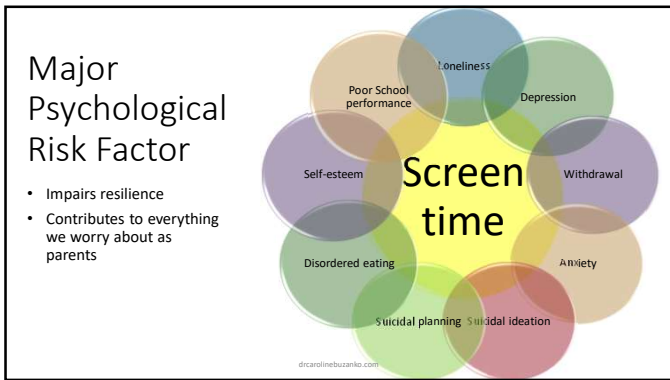 Major
Psychological
Risk Factor
• Impairs resilience
• Contributes to everything
we worry about as
parents
Loneliness
Depression
Withdrawal
Anxiety
Suicidal ideation
Suicidal planning
Disordered eating
Self-esteem
Poor School
performance
Screen
time
drcarolinebuzanko.com